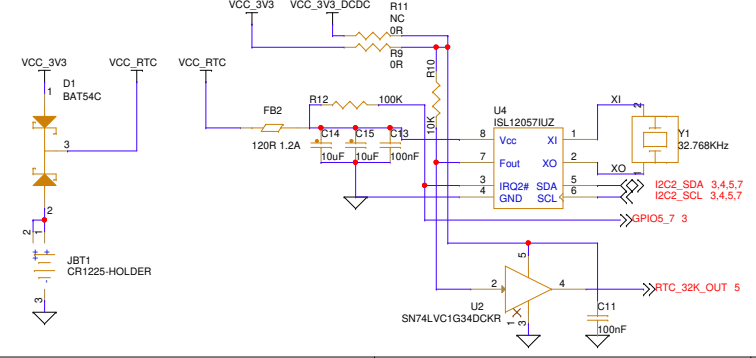 VCC_3V3
VCC_3V3_DCDC
R11
NC
0R
R9
0R
VCC_3V3
VCC_RTC
VCC_RTC
D1
BAT54C
1
3
2
2
1
JBT1
CR1225-HOLDER
3
FB2
120R 1.2A
R12
100K
R10
10K
C14
10uF
C15
10uF
C13
100nF
U4
ISL12057IUZ
8
Vcc
XI
1
7
Fout
XO
2
3
IRQ2#
SDA
5
4
GND
SCL
6
XI
2
Y1
32.768KHz
XO
1
I2C2_SDA 3,4,5,7
I2C2_SCL 3,4,5,7
GPIO5_7 3
5
2
4
U2
SN74LVC1G34DCKR
1
3
RTC_32K_OUT 5
C11
100nF